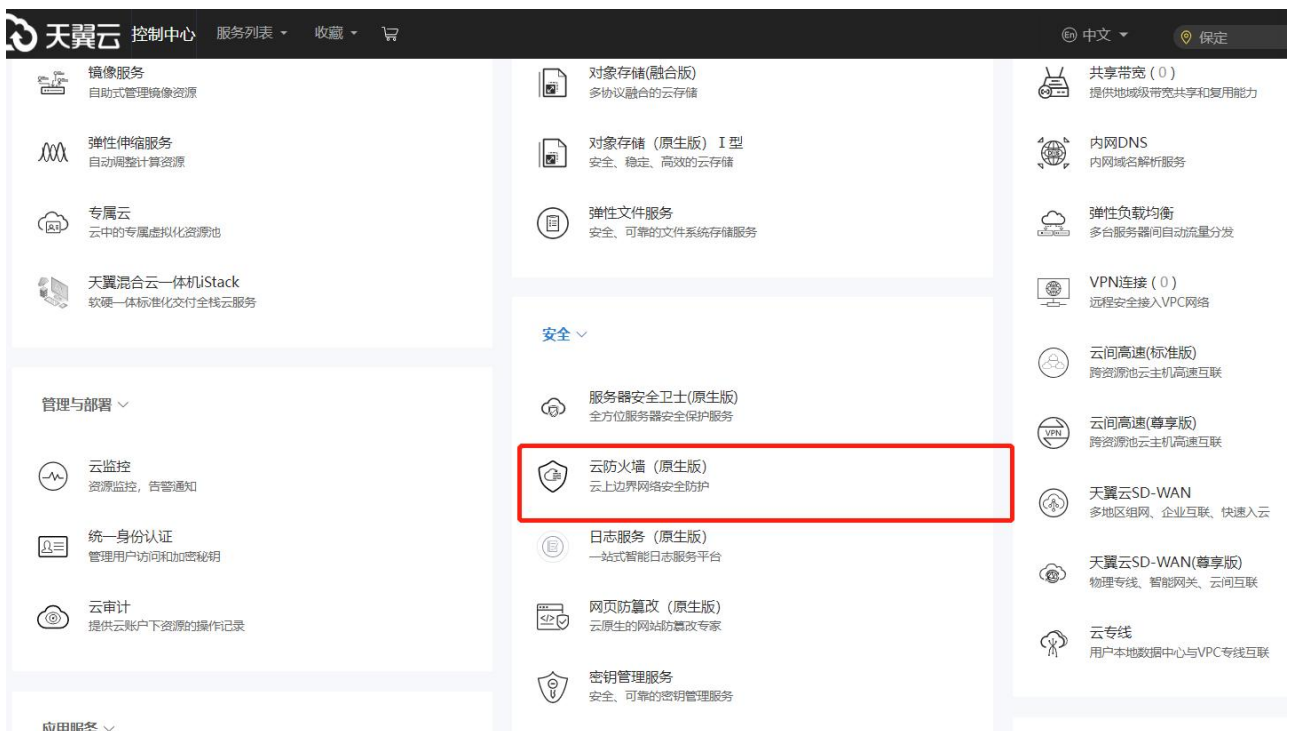 天翼云 控制中心 服务列表 收藏 En 中文 保定
镜像服务
自助式管理镜像资源
弹性伸缩服务
自动调整计算资源
专属云
云中的专属虚拟化资源池
天翼混合云一体机iStack
软硬一体标准化交付全栈云服务
管理与部署
云监控
资源监控，告警通知
统一身份认证
管理用户访问和加密秘钥
云审计
提供云账户下资源的操作记录
应用服务
对象存储(融合版)
多协议融合的云存储
对象存储（原生版）I型
安全、稳定、高效的云存储
弹性文件服务
安全、可靠的文件系统存储服务
安全
服务器安全卫士(原生版)
全方位服务器安全保护服务
云防火墙（原生版）
云上边界网络安全防护
日志服务（原生版）
一站式智能日志服务平台
网页防篡改（原生版）
云原生的网站防篡改专家
密钥管理服务
安全、可靠的密钥管理服务
共享带宽 ( 0 )
提供地域级带宽共享和复用能力
内网DNS
内网域名解析服务
弹性负载均衡
多台服务器间自动流量分发
VPN连接 ( 0 )
远程安全接入VPC网络
云间高速(标准版)
跨资源池云主机高速互联
VPN
云间高速(尊享版)
跨资源池云主机高速互联
天翼云SD-WAN
多地区组网、企业互联、快速入云
天翼云SD-WAN(尊享版)
物理专线、智能网关、云间互联
云专线
用户本地数据中心与VPC专线互联